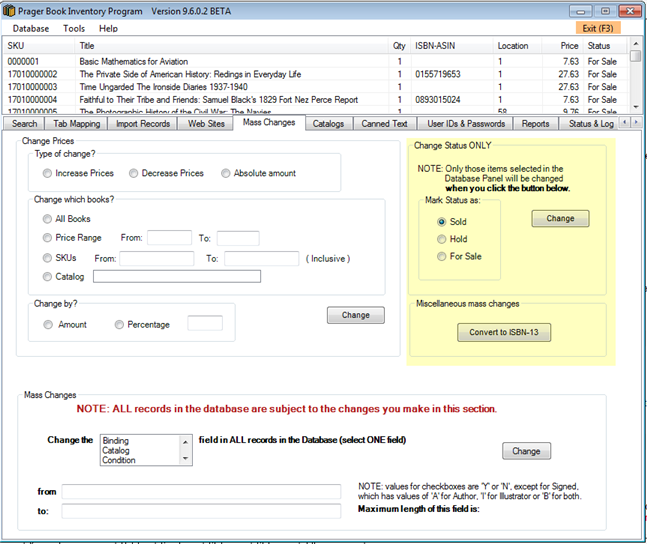 Prager Book Inventory Program Version 9.6.0.2 BETA
Database Tools Help Exit (F3)
SKU Title Qty ISBN-ASIN Location Price Status
0000001 Basic Mathematics for Aviation 1 1 7.63 For Sale
17010000002 The Private Side of American History: Redings in Everyday Life 1 0155719653 1 27.63 For Sale
17010000003 Time Unguarded The Ironside Diaries 1937-1940 1 1 27.63 For Sale
17010000004 Faithful to Their Tribe and Friends: Samuel Black's 1829 Fort Nez Perce Report 1 0893015024 1 7.63 For Sale
17010000005 The Photographic History of the Civil War: The Navies 1 58 9.76 For Sale
Search Tab Mapping Import Records Web Sites Mass Changes Catalogs Canned Text User IDs & Passwords Reports Status & Log
Change Prices
Type of change?
Increase Prices Decrease Prices Absolute amount
Change which books?
All Books
Price Range From: To:
SKUs From: To: ( Inclusive )
Catalog
Change by?
Amount Percentage
Change
Change Status ONLY
NOTE: Only those items selected in the
Database Panel will be changed
when you click the button below.
Mark Status as:
Sold
Hold
For Sale
Change
Miscellaneous mass changes
Convert to ISBN-13
Mass Changes
NOTE: ALL records in the database are subject to the changes you make in this section.
Change the Binding field in ALL records in the Database (select ONE field)
Catalog
Condition
Change
from
to:
NOTE: values for checkboxes are 'Y' or 'N', except for Signed,
which has values of 'A' for Author, 'I' for Illustrator or 'B' for both.
Maximum length of this field is: